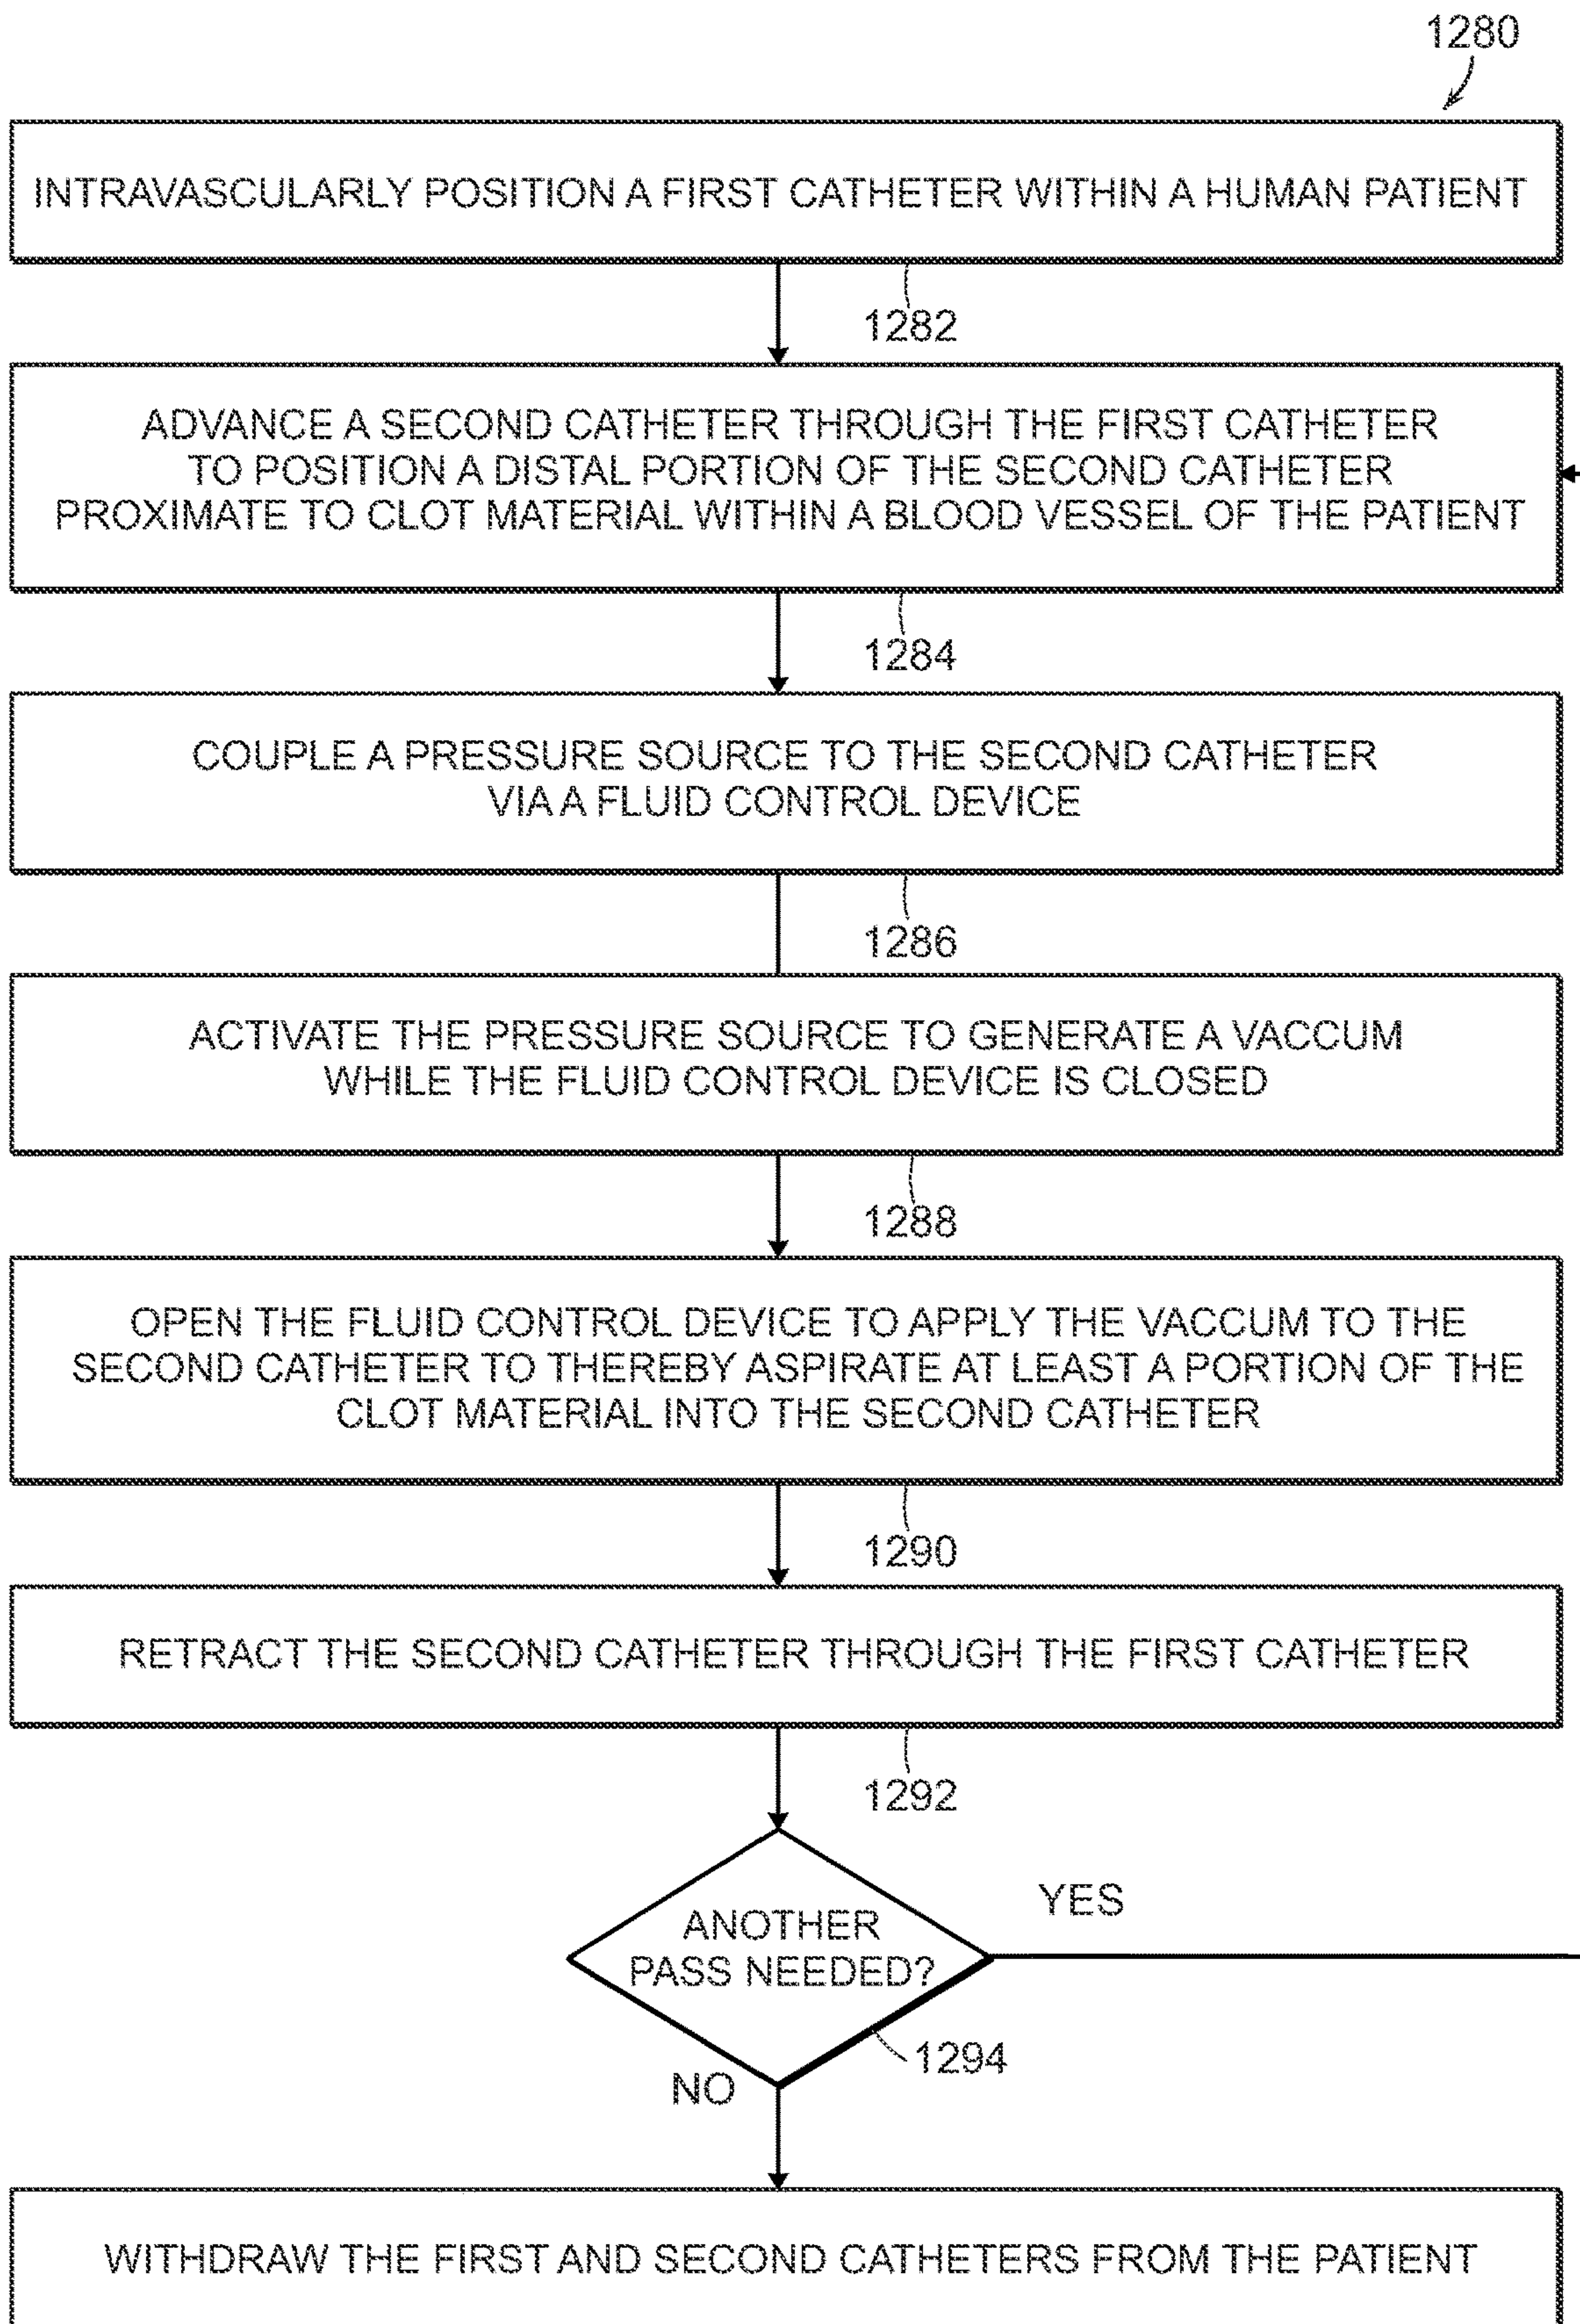 1280
INTRAVASCULARLY POSITION A FIRST CATHETER WITHIN A HUMAN PATIENT
1282
ADVANCE A SECOND CATHETER THROUGH THE FIRST CATHETER
TO POSITION A DISTAL PORTION OF THE SECOND CATHETER
PROXIMATE TO CLOT MATERIAL WITHIN A BLOOD VESSEL OF THE PATIENT
1284
COUPLE A PRESSURE SOURCE TO THE SECOND CATHETER
VIA A FLUID CONTROL DEVICE
1286
ACTIVATE THE PRESSURE SOURCE TO GENERATE A VACCUM
WHILE THE FLUID CONTROL DEVICE IS CLOSED
1288
OPEN THE FLUID CONTROL DEVICE TO APPLY THE VACCUM TO THE
SECOND CATHETER TO THEREBY ASPIRATE AT LEAST A PORTION OF THE
CLOT MATERIAL INTO THE SECOND CATHETER
1290
RETRACT THE SECOND CATHETER THROUGH THE FIRST CATHETER
1292
YES
ANOTHER
PASS NEEDED?
1294
NO
WITHDRAW THE FIRST AND SECOND CATHETERS FROM THE PATIENT